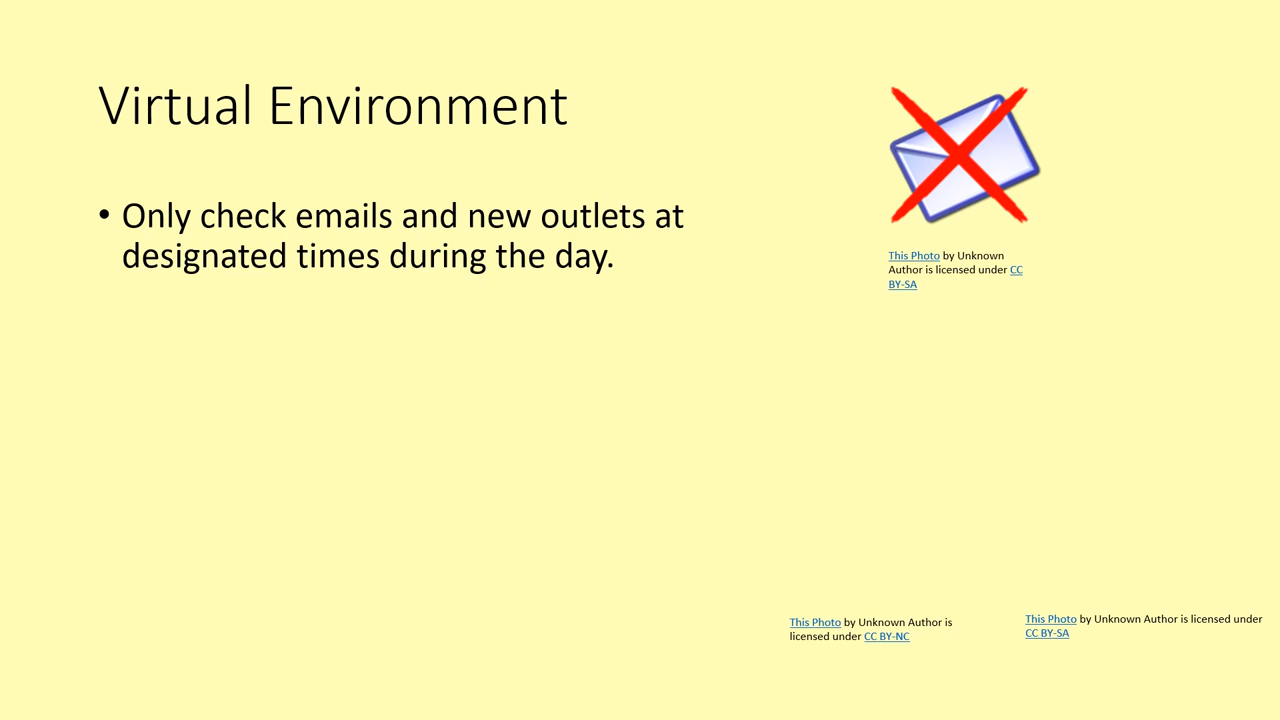 Virtual Environment
• Only check emails and new outlets at
designated times during the day.
This Photo by Unknown
Author is licensed under CC
BY-SA
This Photo by Unknown Author is
licensed under CC BY-NC
This Photo by Unknown Author is licensed under
CC BY-SA